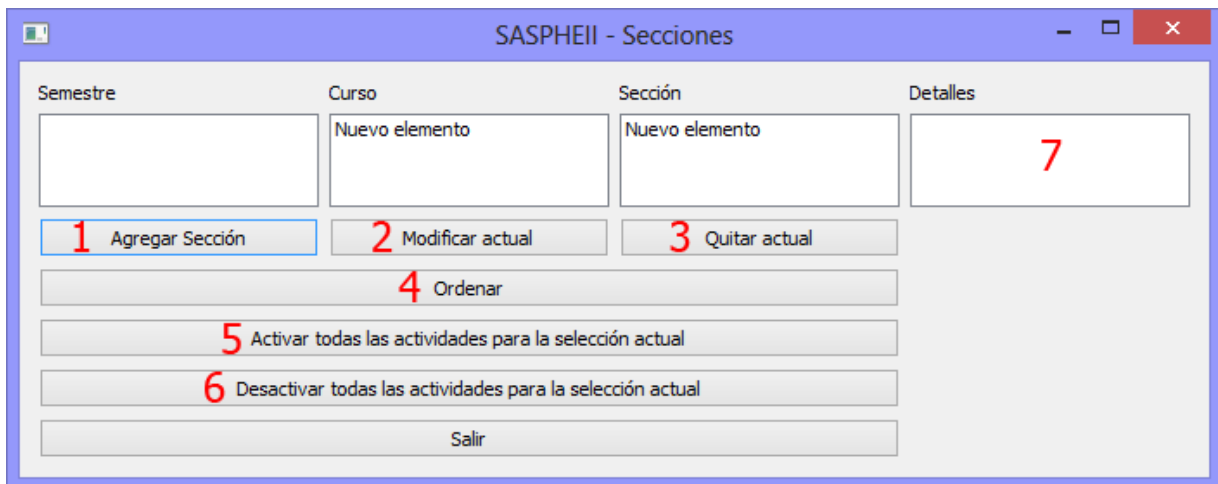 SASPHEII - Secciones
Semestre Curso Sección Detalles
Nuevo elemento Nuevo elemento 7
1 Agregar Sección 2 Modificar actual 3 Quitar actual
4 Ordenar
5 Activar todas las actividades para la selección actual
6 Desactivar todas las actividades para la selección actual
Salir